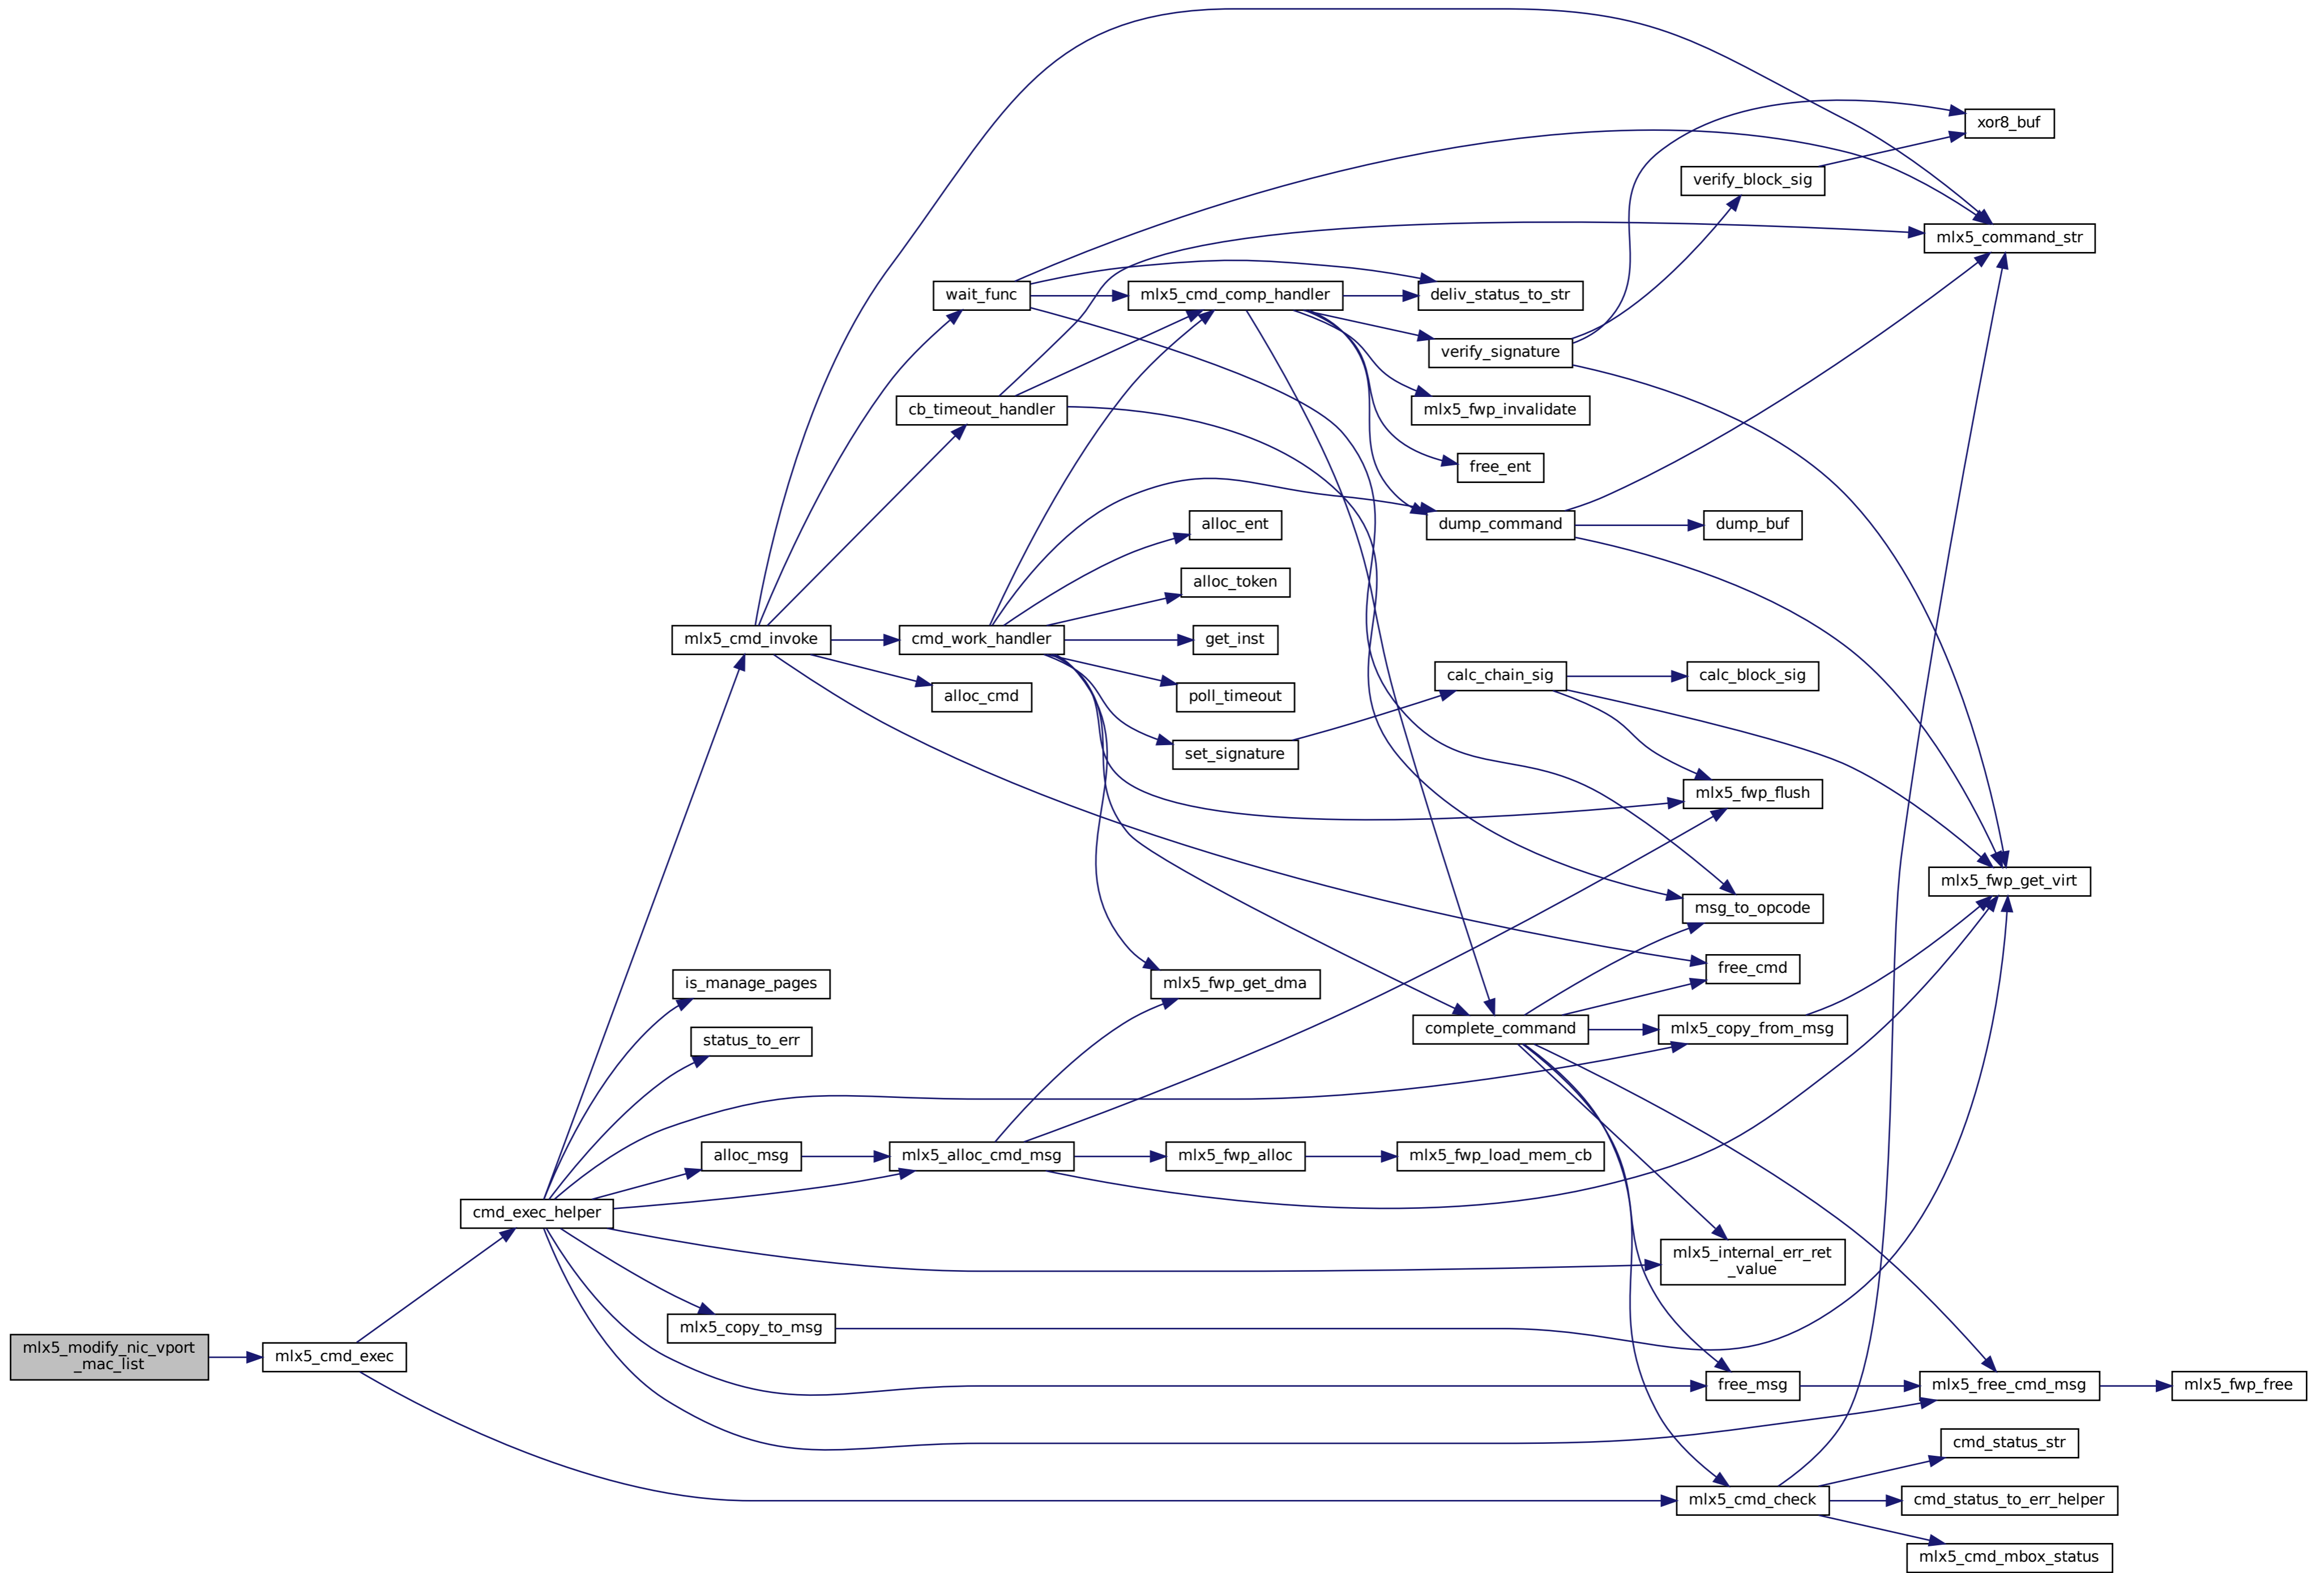 xor8_buf
verify_block_sig
mlx5_command_str
wait_func
mlx5_cmd_comp_handler
deliv_status_to_str
verify_signature
cb_timeout_handler
mlx5_fwp_invalidate
free_ent
alloc_ent
dump_command
dump_buf
alloc_token
mlx5_cmd_invoke
cmd_work_handler
get_inst
calc_chain_sig
calc_block_sig
alloc_cmd
poll_timeout
set_signature
mlx5_fwp_flush
mlx5_fwp_get_virt
msg_to_opcode
free_cmd
is_manage_pages
mlx5_fwp_get_dma
complete_command
mlx5_copy_from_msg
status_to_err
alloc_msg
mlx5_alloc_cmd_msg
mlx5_fwp_alloc
mlx5_fwp_load_mem_cb
cmd_exec_helper
mlx5_internal_err_ret
_value
mlx5_copy_to_msg
mlx5_modify_nic_vport
_mac_list
mlx5_cmd_exec
free_msg
mlx5_free_cmd_msg
mlx5_fwp_free
cmd_status_str
mlx5_cmd_check
cmd_status_to_err_helper
mlx5_cmd_mbox_status